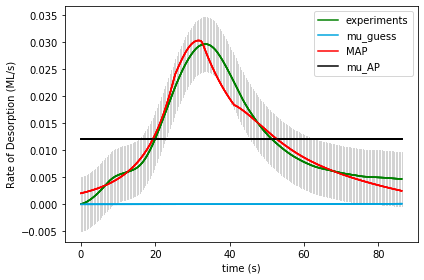 experiments
mu_guess
MAP
mu_AP
Rate of Desorption (ML/s)
0.035
0.030
0.025
0.020
0.015
0.010
0.005
0.000
−0.005
0 20 40 60 80
time (s)